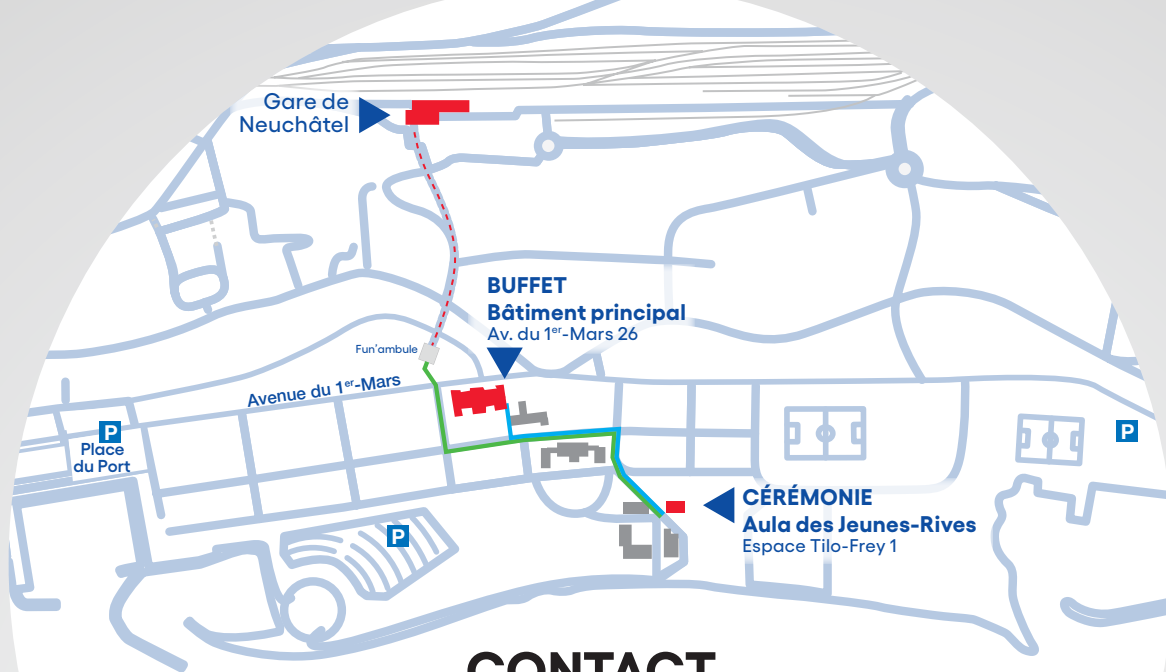 Gare de
Neuchâtel
BUFFET
Bâtiment principal
Av. du 1er-Mars 26
Fun'ambule
Avenue du 1er-Mars
P
Place
du Port
P
P
CÉRÉMONIE
Aula des Jeunes-Rives
Espace Tilo-Frey 1
CONTACT